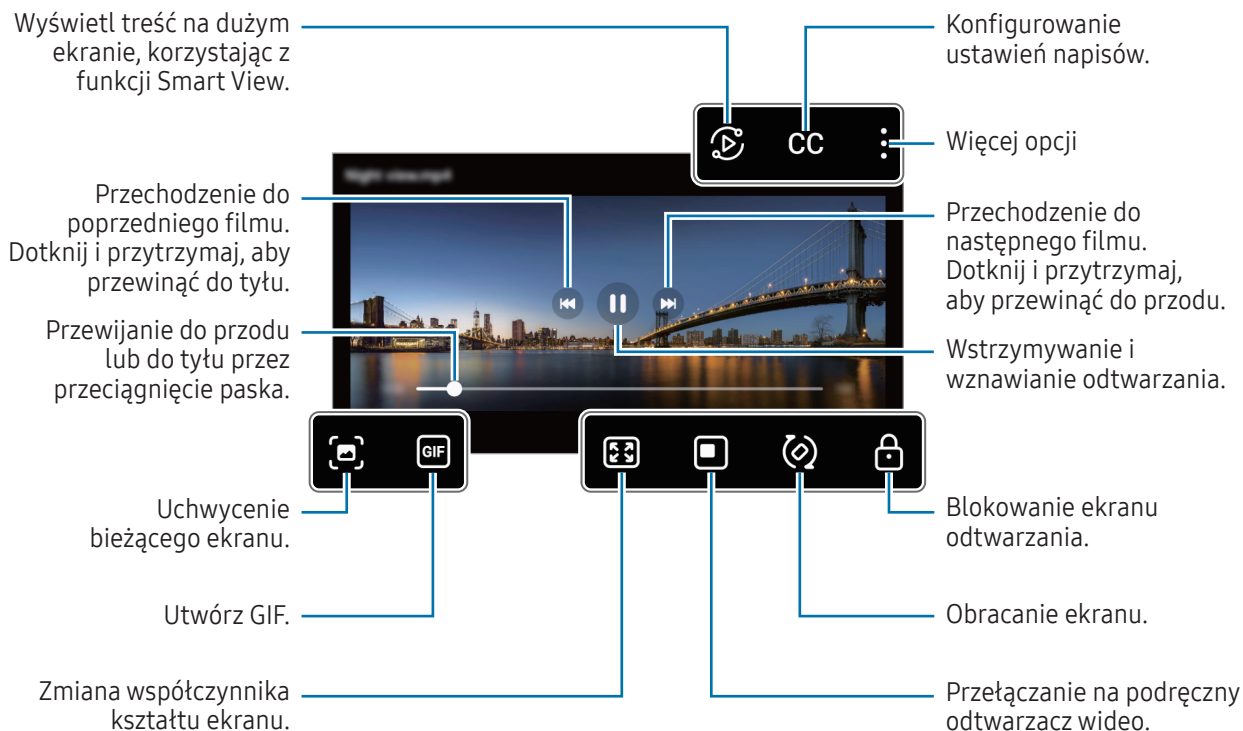 Wyświetl treść na dużym
ekranie, korzystając z
funkcji Smart View.
Konfigurowanie
ustawień napisów.
CC
Więcej opcji
Night view.mp4
Przechodzenie do
poprzedniego filmu.
Dotknij i przytrzymaj, aby
przewinąć do tyłu.
Przechodzenie do
następnego filmu.
Dotknij i przytrzymaj,
aby przewinąć do przodu.
Przewijanie do przodu
lub do tyłu przez
przeciągnięcie paska.
Wstrzymywanie i
wznawianie odtwarzania.
GIF
Uchwycenie
bieżącego ekranu.
Blokowanie ekranu
odtwarzania.
Utwórz GIF.
Obracanie ekranu.
Zmiana współczynnika
kształtu ekranu.
Przełączanie na podręczny
odtwarzacz wideo.